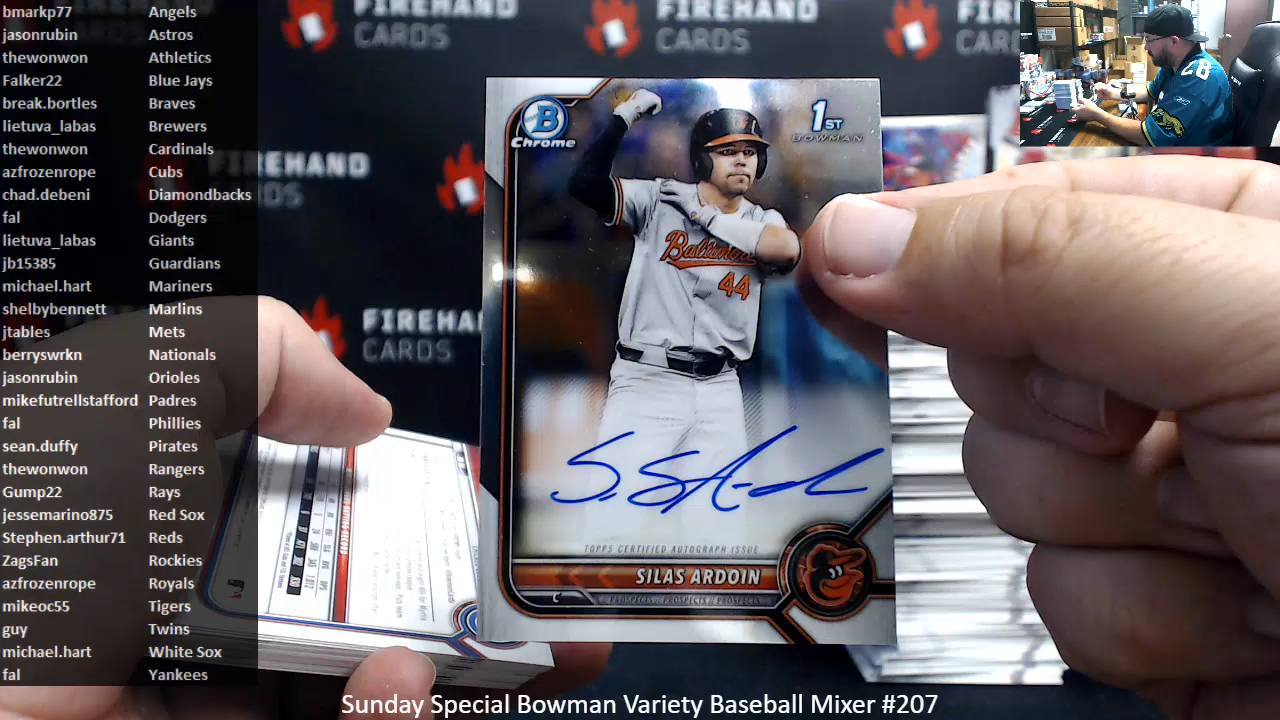 bmarkp77 Angels
jasonrubin Astros
thewonwon Athletics
Falker22 Blue Jays
break.bortles Braves
lietuva_labas Brewers
thewonwon Cardinals
azfrozenrope Cubs
chad.debeni Diamondbacks
fal Dodgers
lietuva_labas Giants
jb15385 Guardians
michael.hart Mariners
shelbybennett Marlins
jtables Mets
berryswrkn Nationals
jasonrubin Orioles
mikefutrellstafford Padres
fal Phillies
sean.duffy Pirates
thewonwon Rangers
Gump22 Rays
jessemarino875 Red Sox
Stephen.arthur71 Reds
ZagsFan Rockies
azfrozenrope Royals
mikeoc55 Tigers
guy Twins
michael.hart White Sox
fal Yankees
FIREHAND
CARDS
FIREHAND
CARDS
FIREHAND
FIREHA
CARDS
28
B
Chrome
1ST
BOWMAN
Baltimore
44
TOPPS CERTIFIED AUTOGRAPH ISSUE
SILAS ARDOIN
C
PROSPECTS // PROSPECTS // PROSPECTS
Sunday Special Bowman Variety Baseball Mixer #207